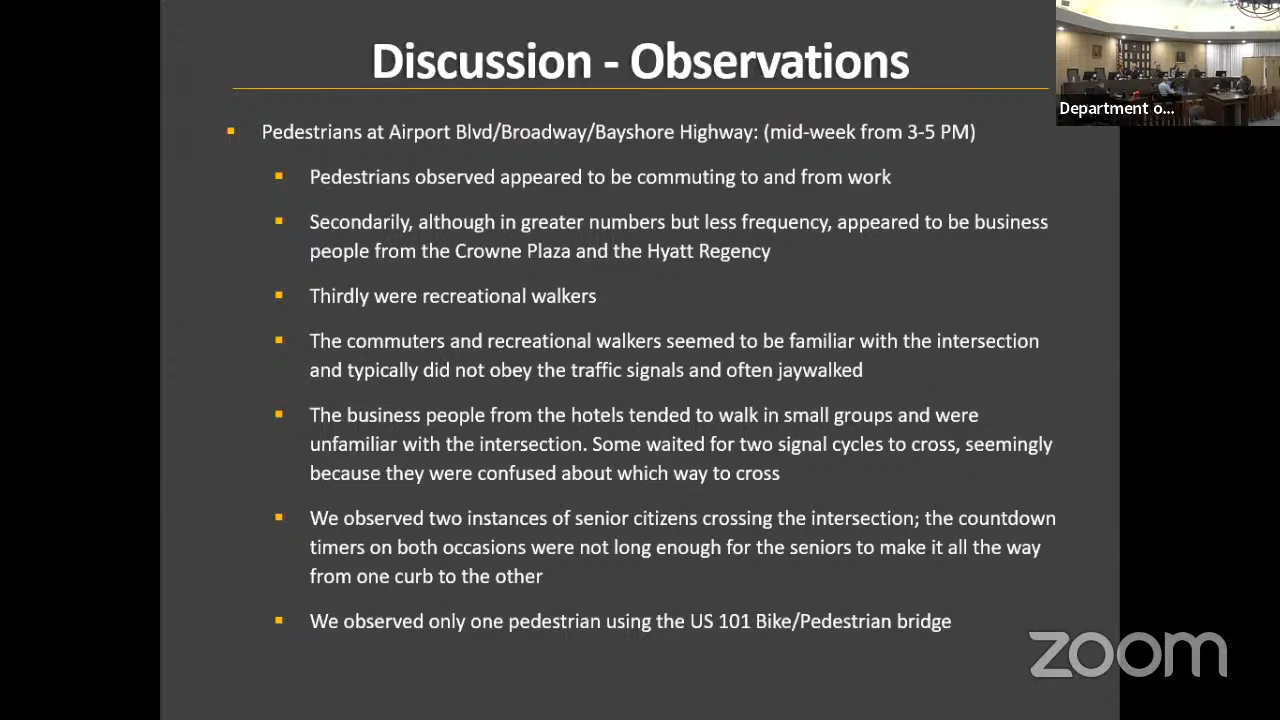 Discussion - Observations
Department o...
Pedestrians at Airport Blvd/Broadway/Bayshore Highway: (mid-week from 3-5 PM)
Pedestrians observed appeared to be commuting to and from work
Secondarily, although in greater numbers but less frequency, appeared to be business
people from the Crowne Plaza and the Hyatt Regency
Thirdly were recreational walkers
The commuters and recreational walkers seemed to be familiar with the intersection
and typically did not obey the traffic signals and often jaywalked
The business people from the hotels tended to walk in small groups and were
unfamiliar with the intersection. Some waited for two signal cycles to cross, seemingly
because they were confused about which way to cross
We observed two instances of senior citizens crossing the intersection; the countdown
timers on both occasions were not long enough for the seniors to make it all the way
from one curb to the other
We observed only one pedestrian using the US 101 Bike/Pedestrian bridge
zoom